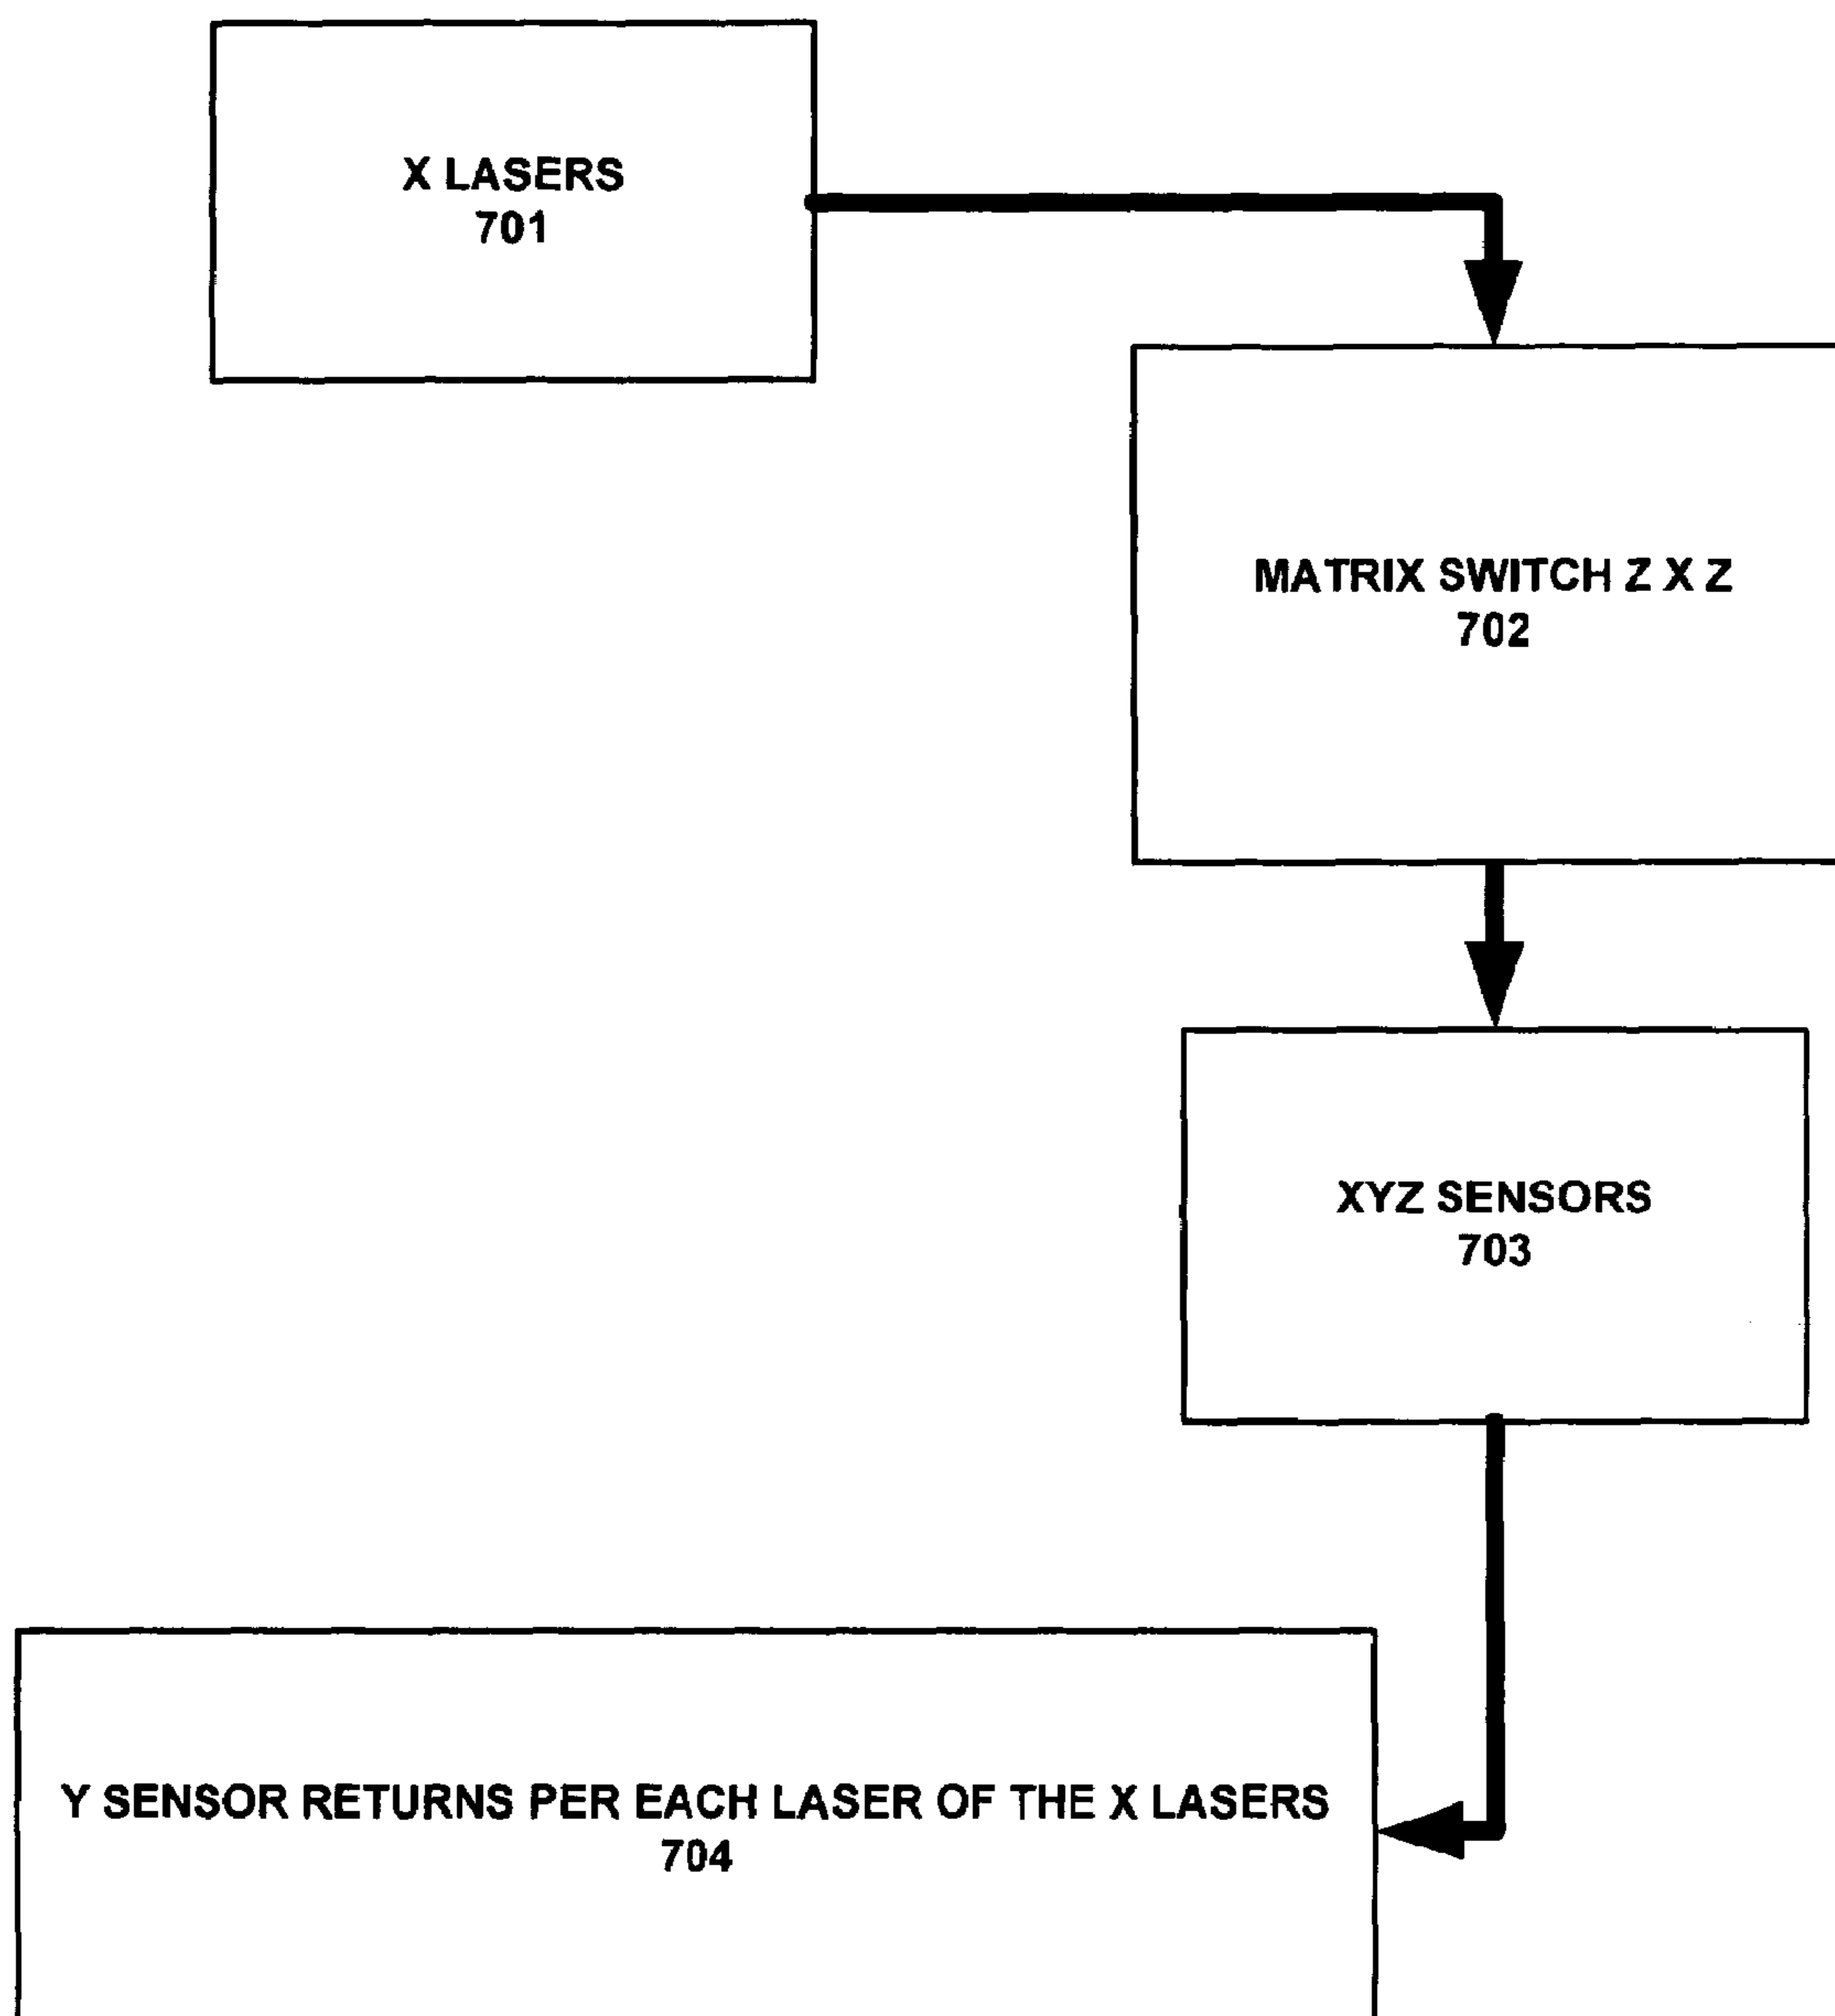 X LASERS
701
MATRIX SWITCH Z X Z
702
XYZ SENSORS
703
Y SENSOR RETURNS PER EACH LASER OF THE X LASERS
704